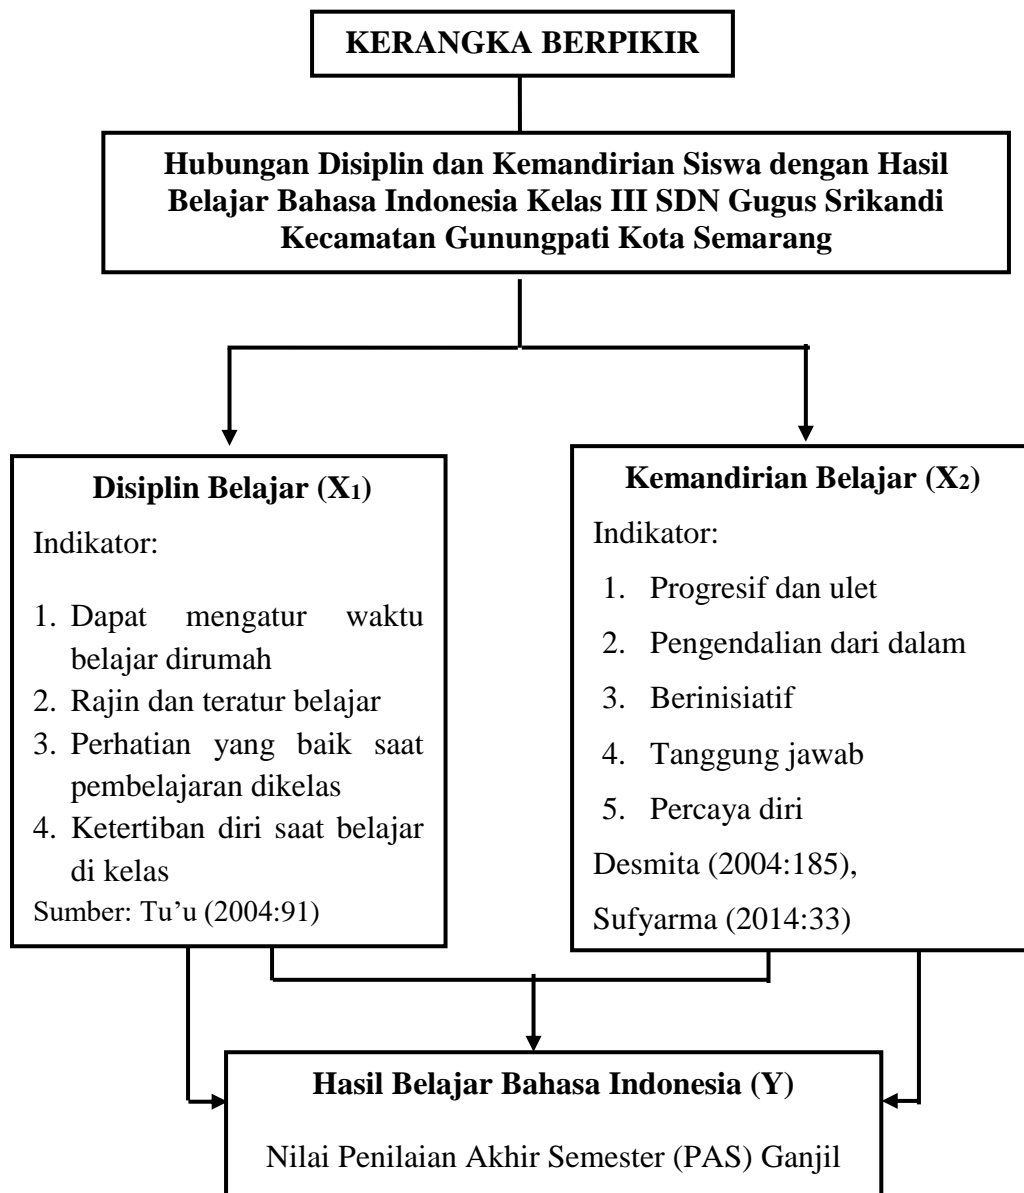 KERANGKA BERPIKIR
Hubungan Disiplin dan Kemandirian Siswa dengan Hasil
Belajar Bahasa Indonesia Kelas III SDN Gugus Srikandi
Kecamatan Gunungpati Kota Semarang
Disiplin Belajar (X1)
Indikator:
1. Dapat mengatur waktu
belajar dirumah
2. Rajin dan teratur belajar
3. Perhatian yang baik saat
pembelajaran dikelas
4. Ketertiban diri saat belajar
di kelas
Sumber: Tu’u (2004:91)
Kemandirian Belajar (X2)
Indikator:
1. Progresif dan ulet
2. Pengendalian dari dalam
3. Berinisiatif
4. Tanggung jawab
5. Percaya diri
Desmita (2004:185),
Sufyarma (2014:33)
Hasil Belajar Bahasa Indonesia (Y)
Nilai Penilaian Akhir Semester (PAS) Ganjil